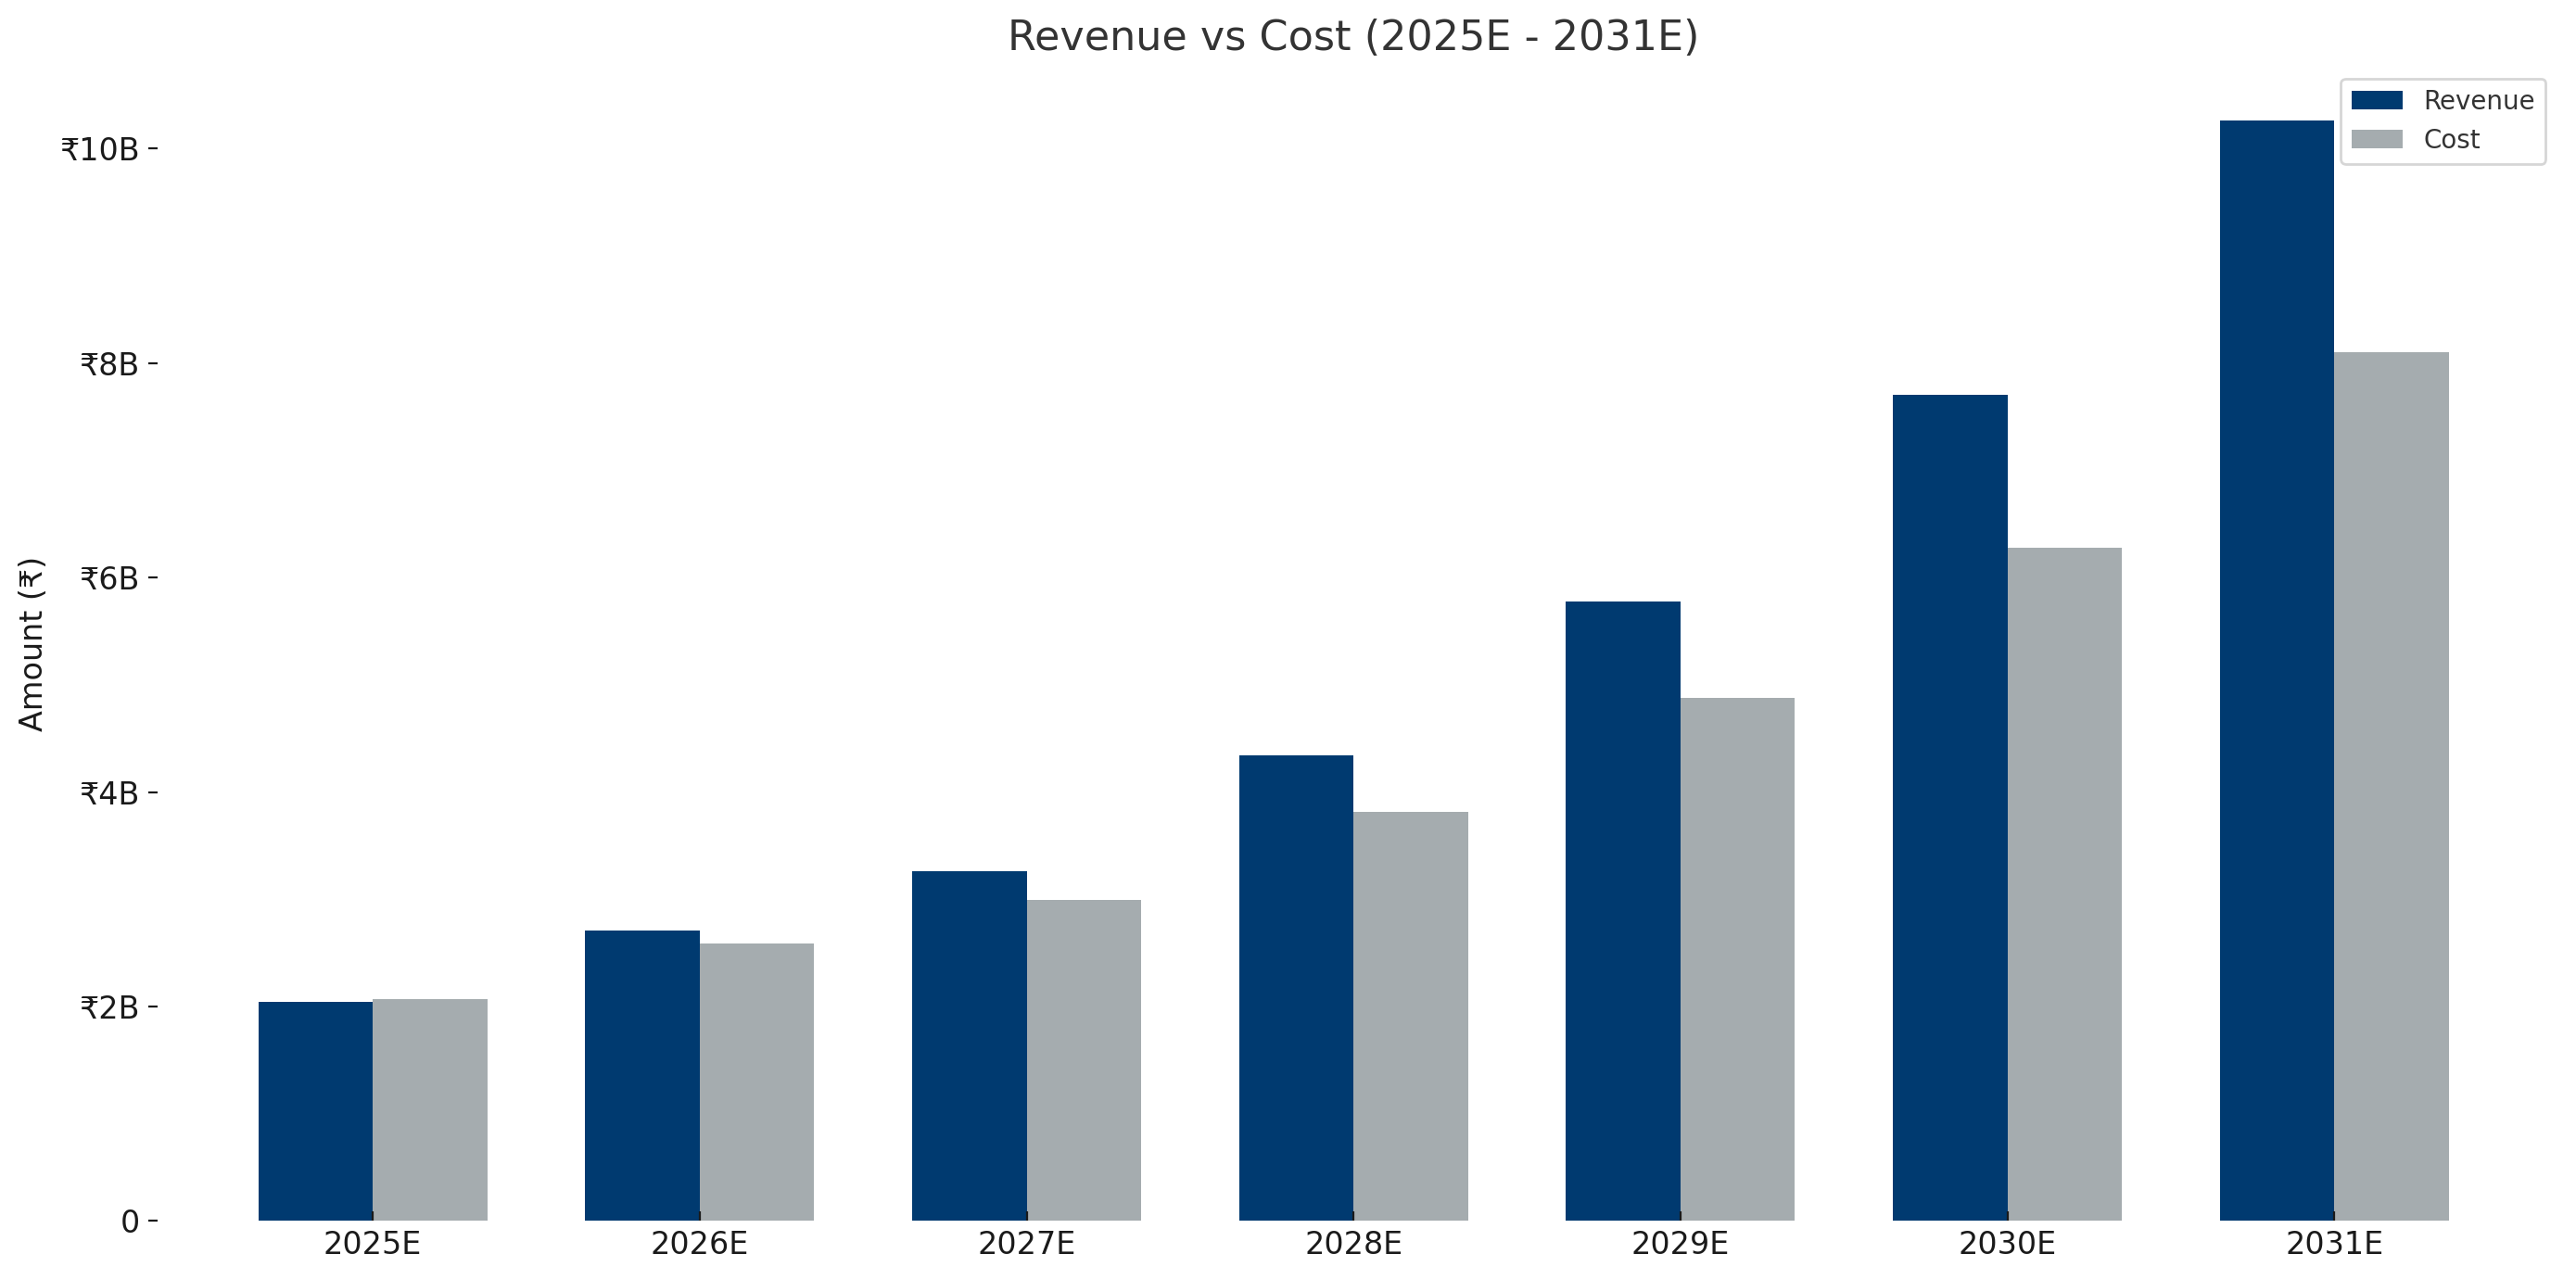 Revenue vs Cost (2025E - 2031E)
Revenue
Cost
Amount (₹)
₹10B
₹8B
₹6B
₹4B
₹2B
0
2025E
2026E
2027E
2028E
2029E
2030E
2031E